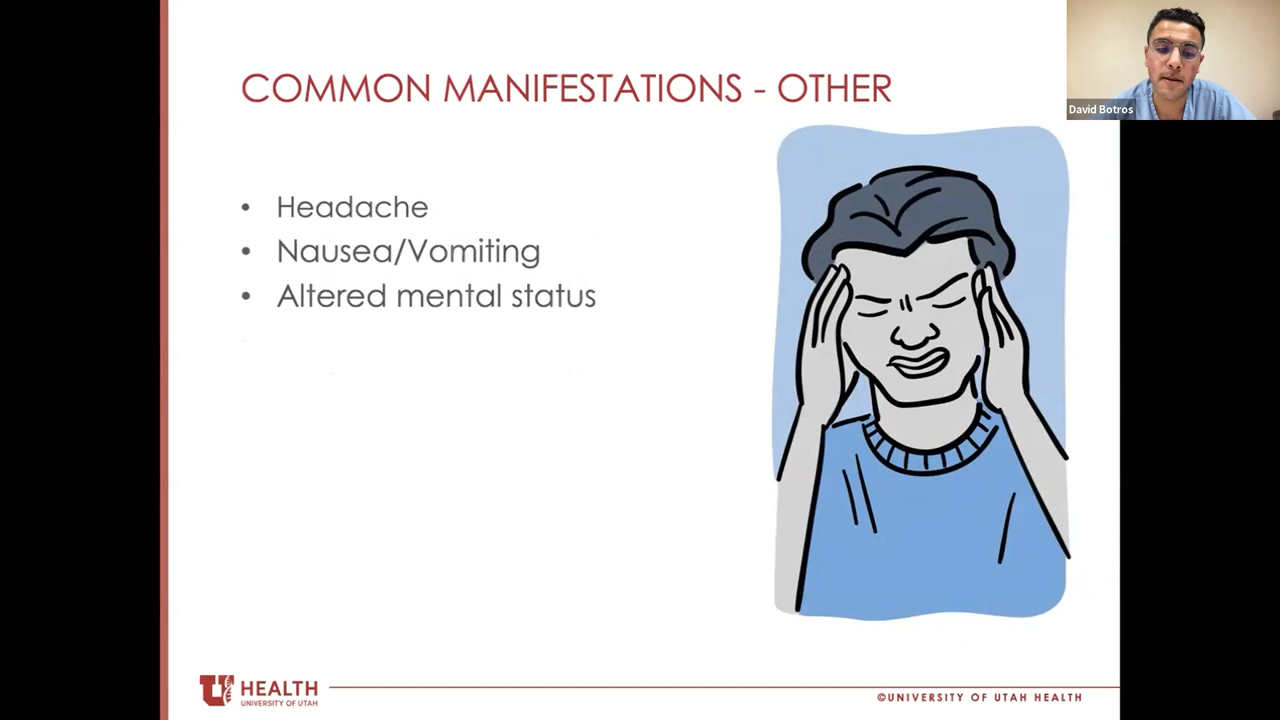 COMMON MANIFESTATIONS - OTHER
David Botros
• Headache
• Nausea/Vomiting
• Altered mental status
U HEALTH
UNIVERSITY OF UTAH
©UNIVERSITY OF UTAH HEALTH